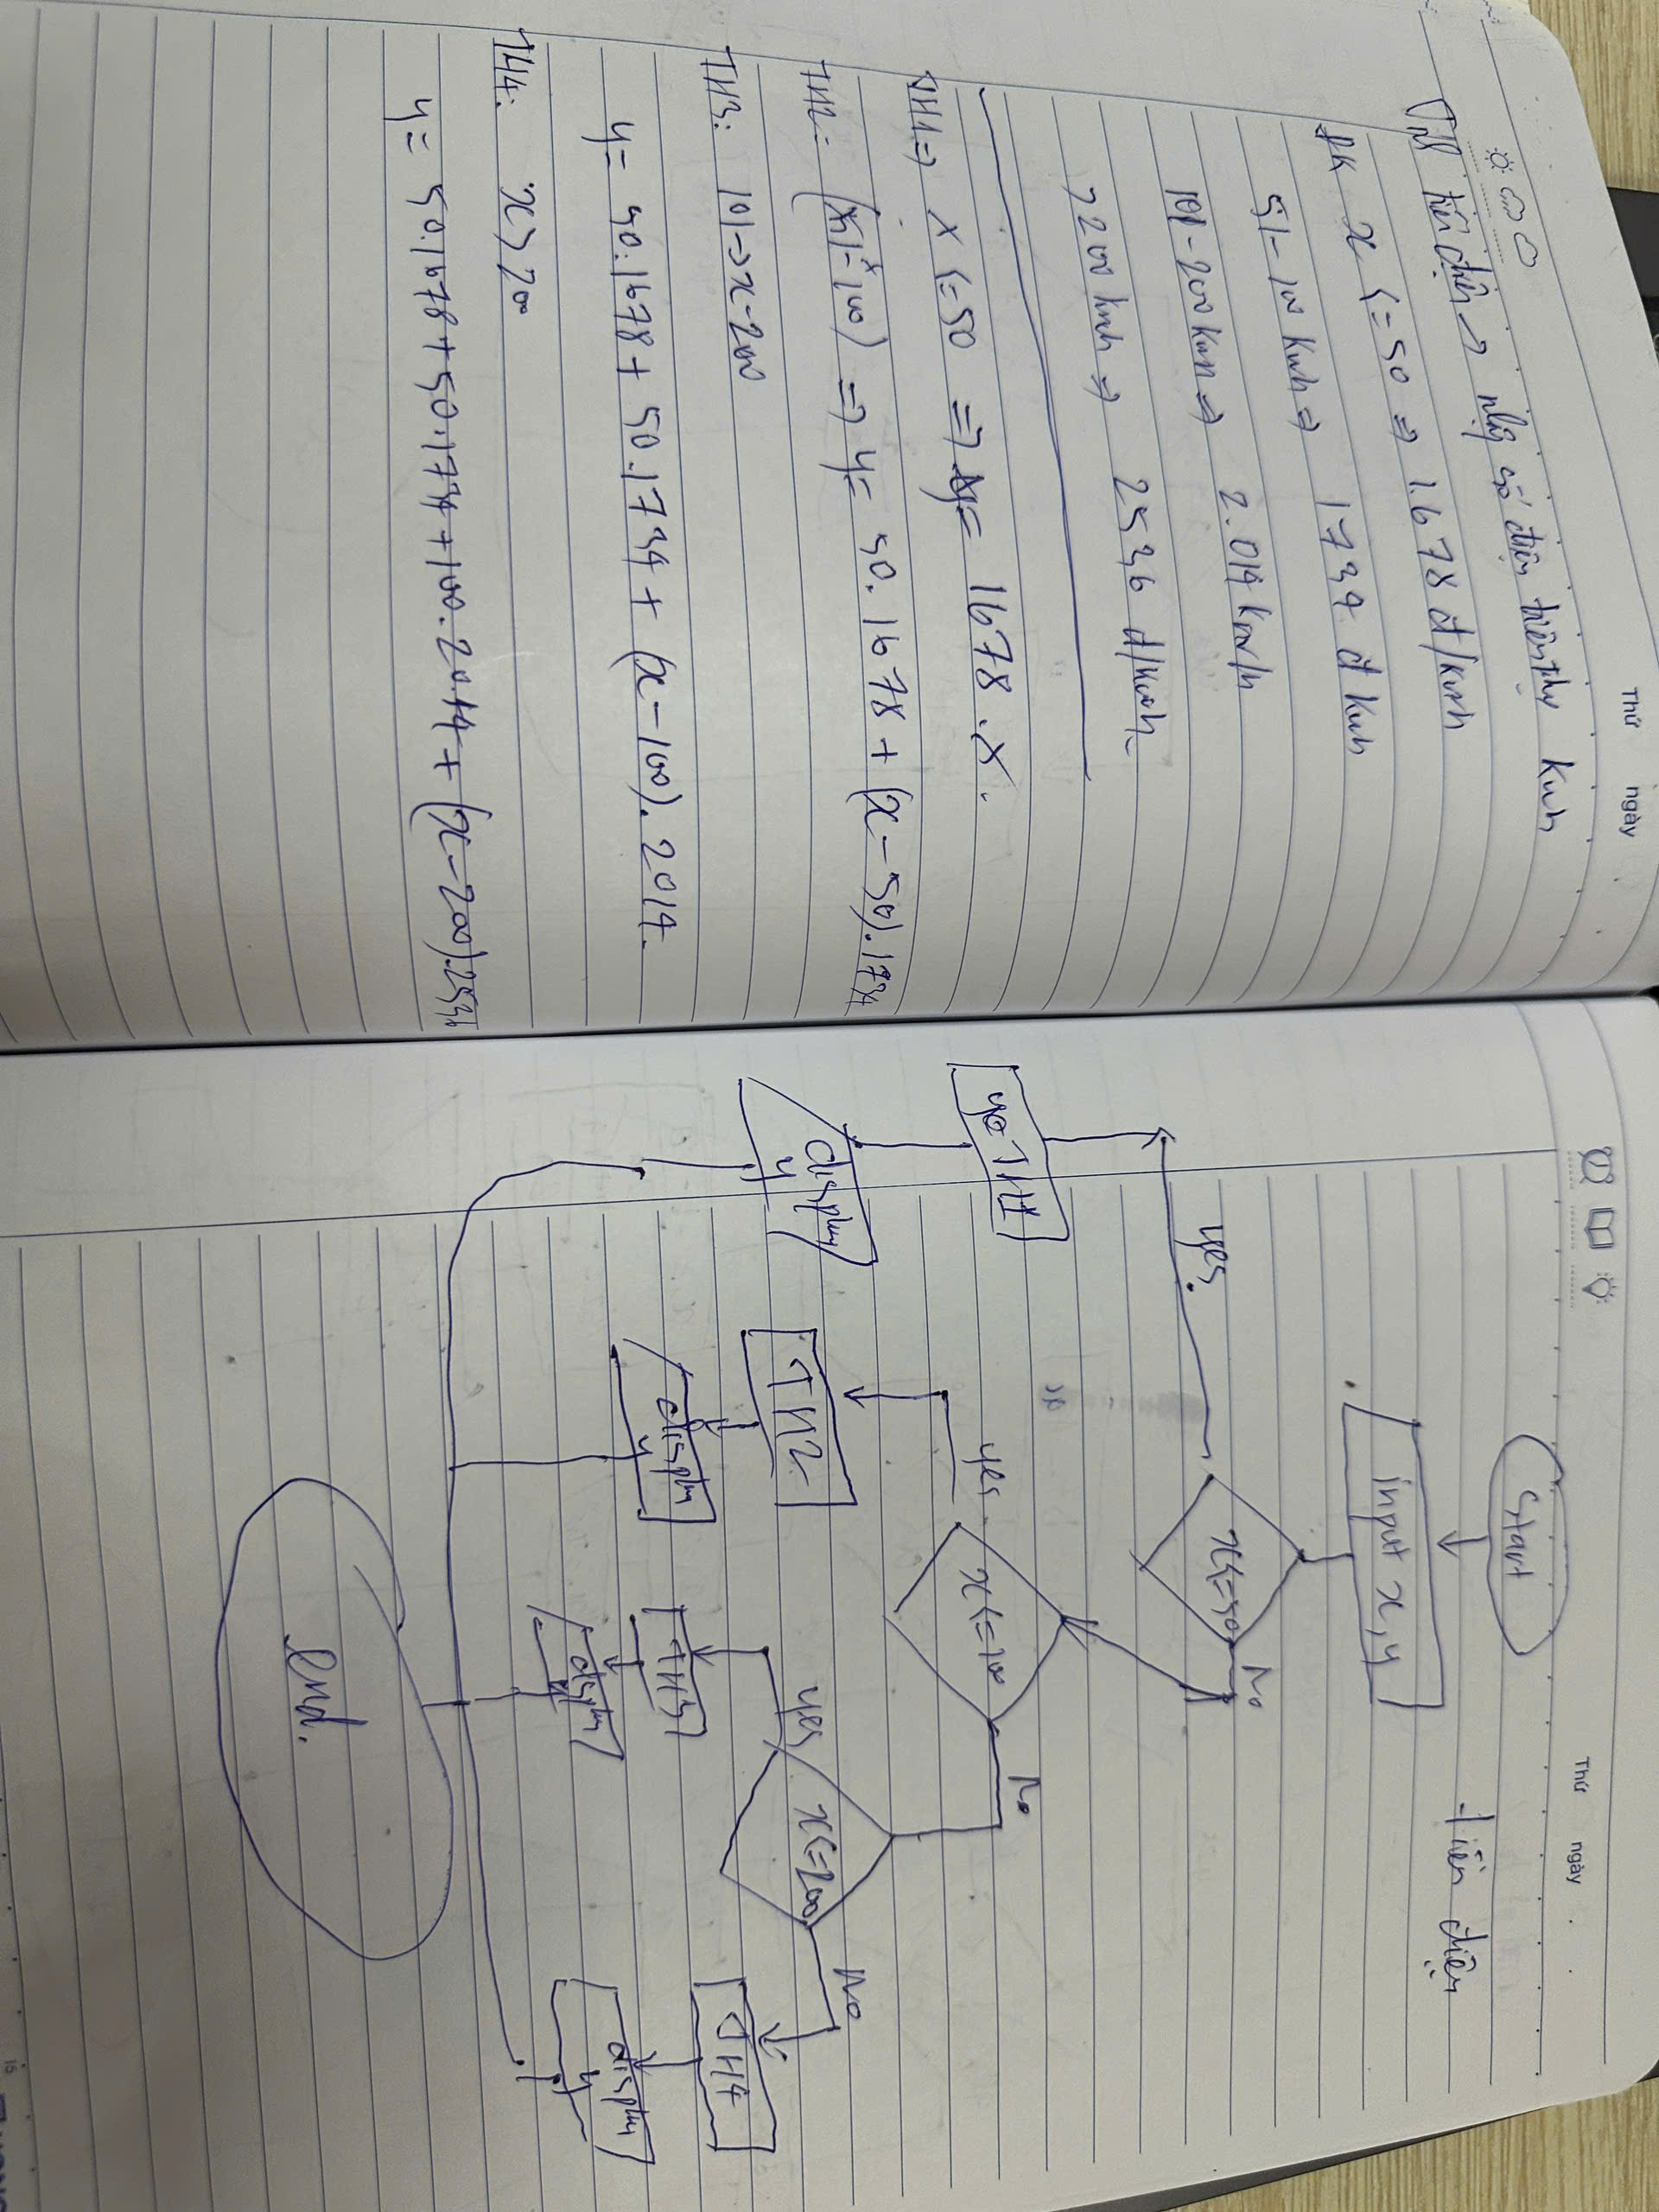 Thứ ngày
Tính tiền điện → nhập số điện tiêu thụ kwh
đk x <= 50 ⇒ 1.678 đ/kwh
51 - 100 kwh ⇒ 1734 đ kwh
101 - 200 kwh ⇒ 2.014 kw/h
> 200 kwh ⇒ 2536 đ/kwh
TH1 ⇒ x <= 50 ⇒ y = 1678 . x.
TH2: (51 - 100) ⇒ y = 50.1678 + (x - 50).1734
TH3: 101 → x - 200
y = 50.1678 + 50.1734 + (x - 100).2014.
TH4: x > 200
y = 50.1678 + 50.1734 + 100.2014 + (x - 200).2536
Thứ ngày
tiền điện
Start
input x, y
x <= 50
yes
No
x <= 100
yes
No
TH1
display y
TH2
display y
x <= 200
yes
No
TH3
display y
TH4
display y
End.
15